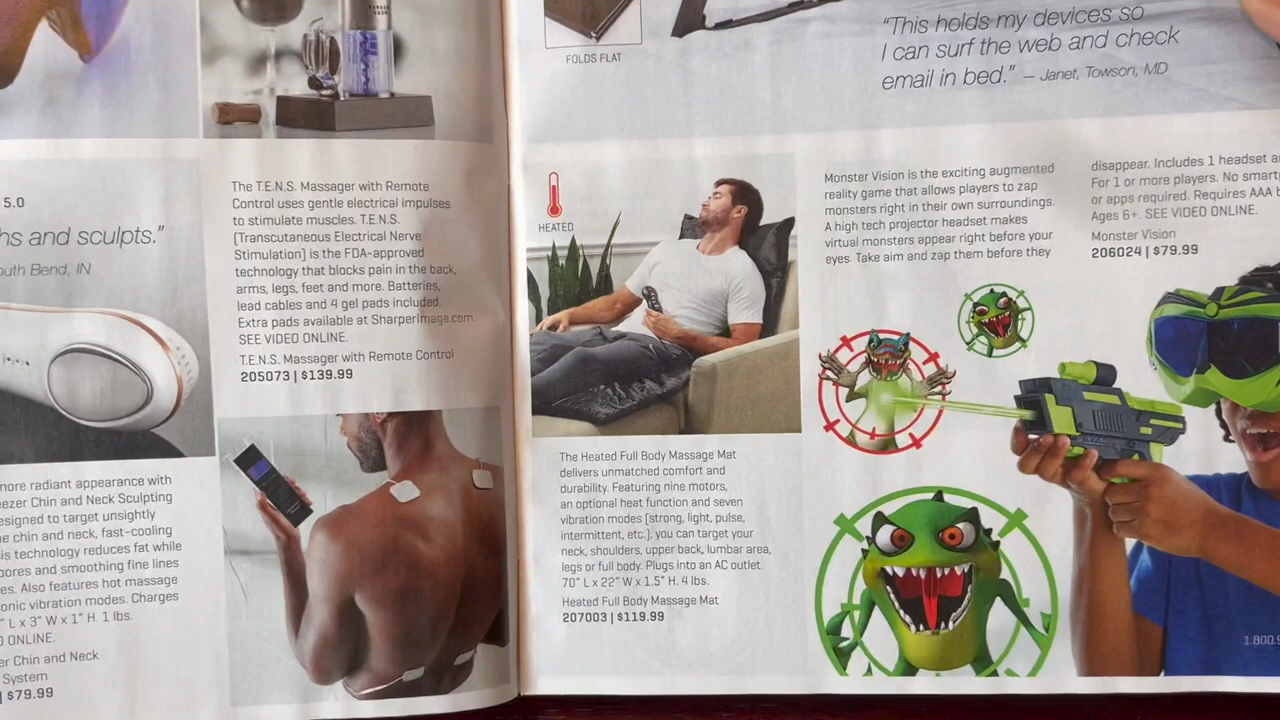 5.0
hs and sculpts.”
outh Bend, IN
more radiant appearance with
eezer Chin and Neck Sculpting
esigned to target unsightly
he chin and neck, fast-cooling
sis technology reduces fat while
pores and smoothing fine lines
es. Also features hot massage
onic vibration modes. Charges
” L x 3” W x 1” H. 1 lbs.
O ONLINE.
er Chin and Neck
System
| $79.99
The T.E.N.S. Massager with Remote
Control uses gentle electrical impulses
to stimulate muscles. T.E.N.S.
[Transcutaneous Electrical Nerve
Stimulation] is the FDA-approved
technology that blocks pain in the back,
arms, legs, feet and more. Batteries,
lead cables and 4 gel pads included.
Extra pads available at SharperImage.com.
SEE VIDEO ONLINE.
T.E.N.S. Massager with Remote Control
205073 | $139.99
FOLDS FLAT
“This holds my devices so
I can surf the web and check
email in bed.” — Janet, Towson, MD
HEATED
The Heated Full Body Massage Mat
delivers unmatched comfort and
durability. Featuring nine motors,
an optional heat function and seven
vibration modes [strong, light, pulse,
intermittent, etc.], you can target your
neck, shoulders, upper back, lumbar area,
legs or full body. Plugs into an AC outlet.
70” L x 22” W x 1.5” H. 4 lbs.
Heated Full Body Massage Mat
207003 | $119.99
Monster Vision is the exciting augmented
reality game that allows players to zap
monsters right in their own surroundings.
A high tech projector headset makes
virtual monsters appear right before your
eyes. Take aim and zap them before they
disappear. Includes 1 headset a
For 1 or more players. No smart
or apps required. Requires AAA b
Ages 6+. SEE VIDEO ONLINE.
Monster Vision
206024 | $79.99
1.800.